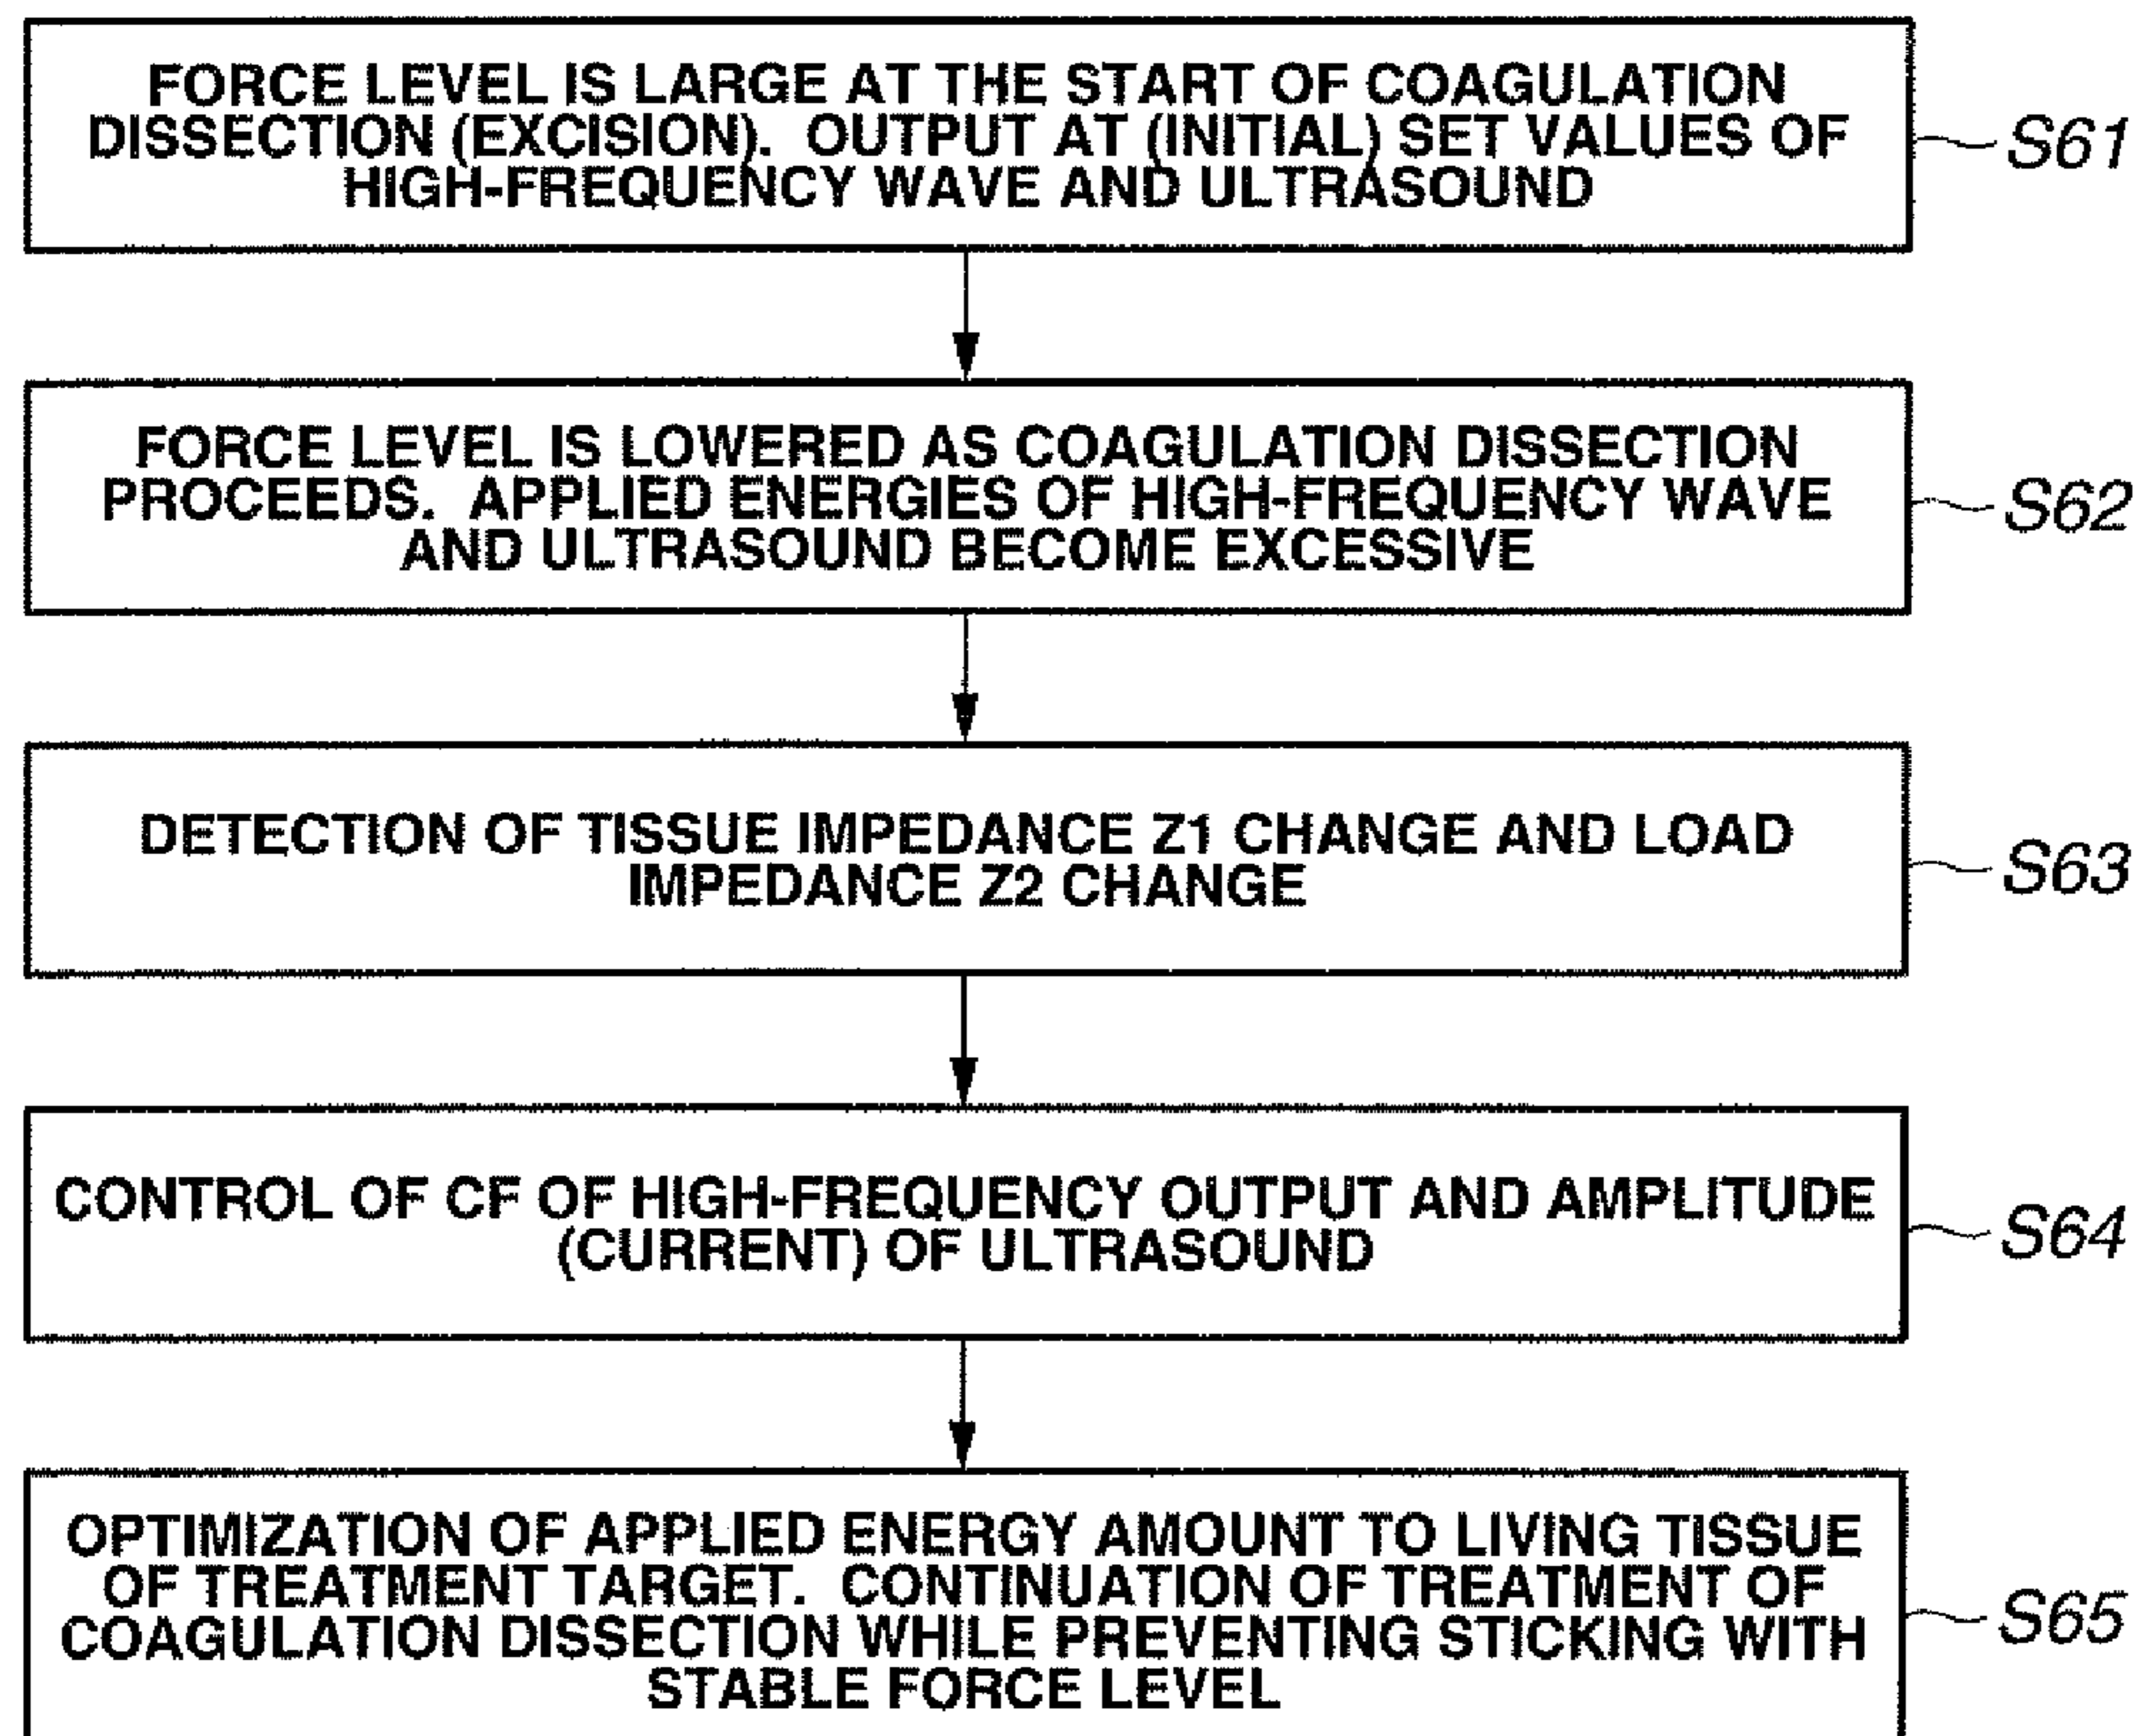 FORCE LEVEL IS LARGE AT THE START OF COAGULATION
DISSECTION (EXCISION). OUTPUT AT (INITIAL) SET VALUES OF
HIGH-FREQUENCY WAVE AND ULTRASOUND
S61
FORCE LEVEL IS LOWERED AS COAGULATION DISSECTION
PROCEEDS. APPLIED ENERGIES OF HIGH-FREQUENCY WAVE
AND ULTRASOUND BECOME EXCESSIVE
S62
DETECTION OF TISSUE IMPEDANCE Z1 CHANGE AND LOAD
IMPEDANCE Z2 CHANGE
S63
CONTROL OF CF OF HIGH-FREQUENCY OUTPUT AND AMPLITUDE
(CURRENT) OF ULTRASOUND
S64
OPTIMIZATION OF APPLIED ENERGY AMOUNT TO LIVING TISSUE
OF TREATMENT TARGET. CONTINUATION OF TREATMENT OF
COAGULATION DISSECTION WHILE PREVENTING STICKING WITH
STABLE FORCE LEVEL
S65